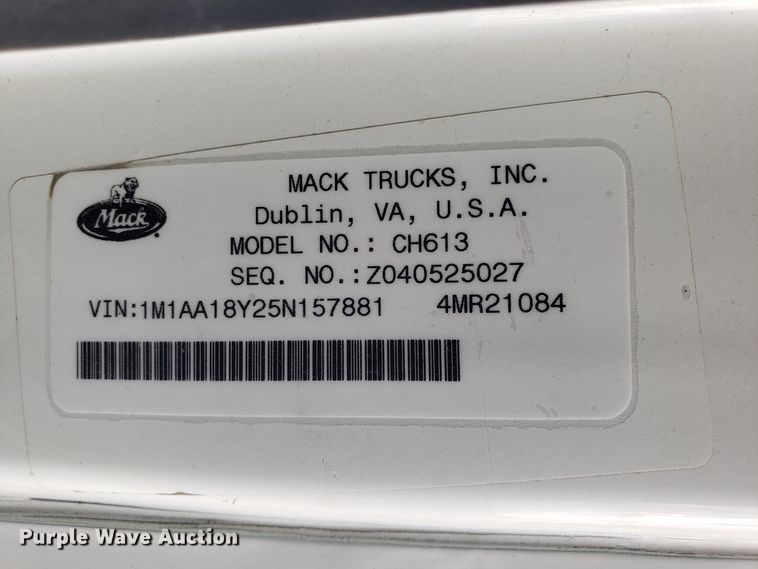 MACK TRUCKS, INC.
Mack
Dublin, VA, U.S.A.
MODEL NO.: CH613
SEQ. NO.:Z040525027
VIN:1M1AA18Y25N157881 4MR21084
Purple Wave Auction